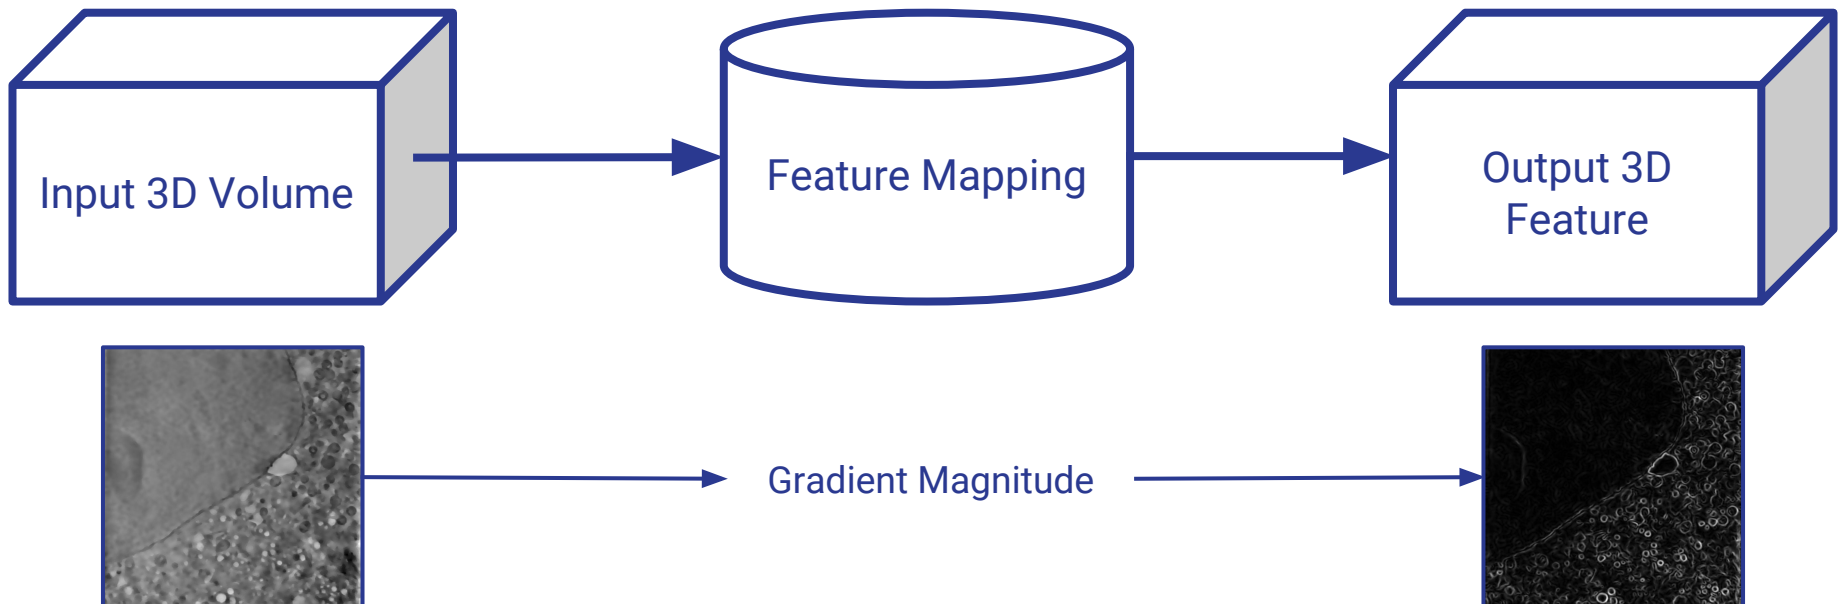 Input 3D Volume
Feature Mapping
Output 3D
Feature
Gradient Magnitude